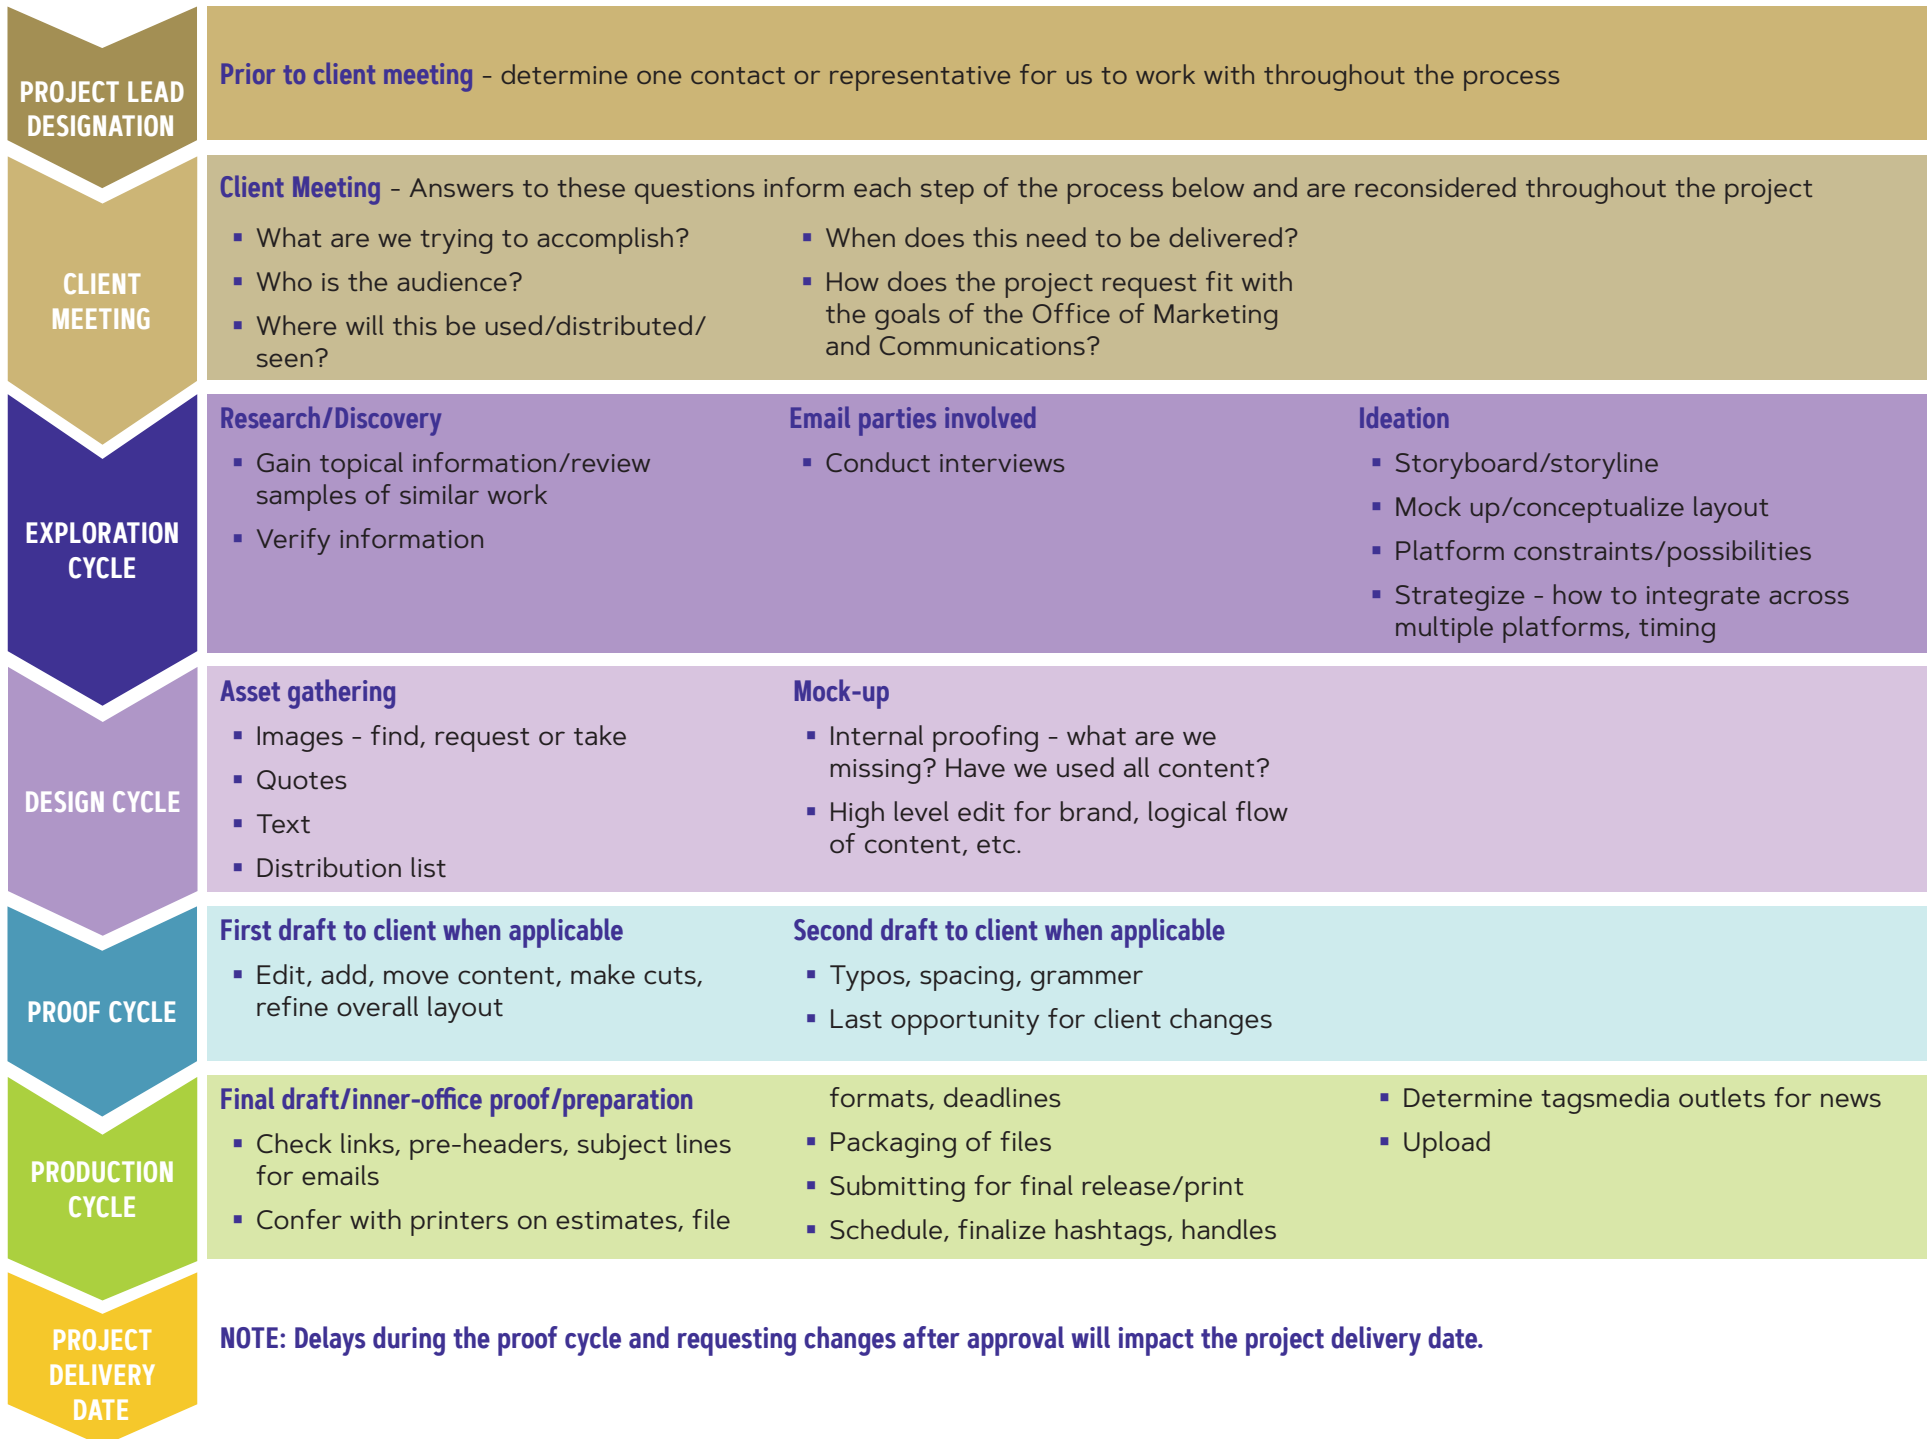 PROJECT LEAD
DESIGNATION
Prior to client meeting - determine one contact or representative for us to work with throughout the process
CLIENT
MEETING
Client Meeting - Answers to these questions inform each step of the process below and are reconsidered throughout the project
▪ What are we trying to accomplish?
▪ Who is the audience?
▪ Where will this be used/distributed/
seen?
▪ When does this need to be delivered?
▪ How does the project request fit with
the goals of the Office of Marketing
and Communications?
EXPLORATION
CYCLE
Research/Discovery
▪ Gain topical information/review
samples of similar work
▪ Verify information
Email parties involved
▪ Conduct interviews
Ideation
▪ Storyboard/storyline
▪ Mock up/conceptualize layout
▪ Platform constraints/possibilities
▪ Strategize - how to integrate across
multiple platforms, timing
DESIGN CYCLE
Asset gathering
▪ Images - find, request or take
▪ Quotes
▪ Text
▪ Distribution list
Mock-up
▪ Internal proofing - what are we
missing? Have we used all content?
▪ High level edit for brand, logical flow
of content, etc.
PROOF CYCLE
First draft to client when applicable
▪ Edit, add, move content, make cuts,
refine overall layout
Second draft to client when applicable
▪ Typos, spacing, grammer
▪ Last opportunity for client changes
PRODUCTION
CYCLE
Final draft/inner-office proof/preparation
▪ Check links, pre-headers, subject lines
for emails
▪ Confer with printers on estimates, file
formats, deadlines
▪ Packaging of files
▪ Submitting for final release/print
▪ Schedule, finalize hashtags, handles
▪ Determine tagsmedia outlets for news
▪ Upload
PROJECT
DELIVERY
DATE
NOTE: Delays during the proof cycle and requesting changes after approval will impact the project delivery date.